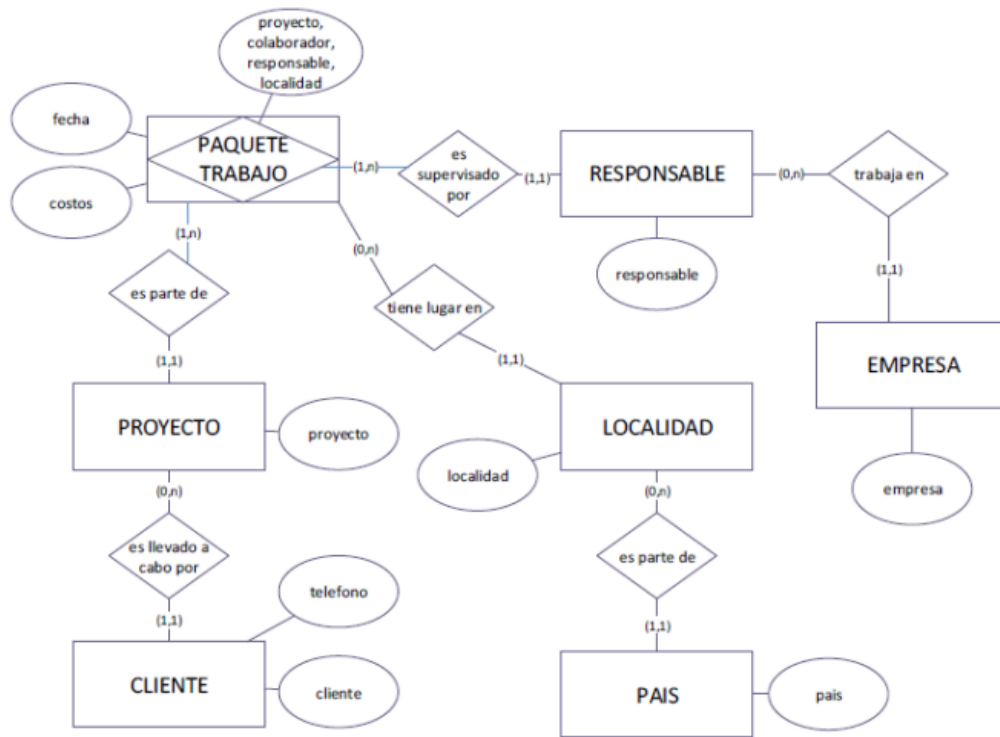 proyecto,
colaborador,
responsable,
localidad
fecha
PAQUETE
TRABAJO
costos
(1,n)
es
supervisado
por
(1,1)
RESPONSABLE
(0,n)
trabaja en
responsable
(1,1)
EMPRESA
empresa
(1,n)
es parte de
(1,1)
(0,n)
tiene lugar en
(1,1)
PROYECTO
proyecto
LOCALIDAD
localidad
(0,n)
es llevado a
cabo por
(1,1)
telefono
CLIENTE
cliente
(0,n)
es parte de
(1,1)
PAIS
pais